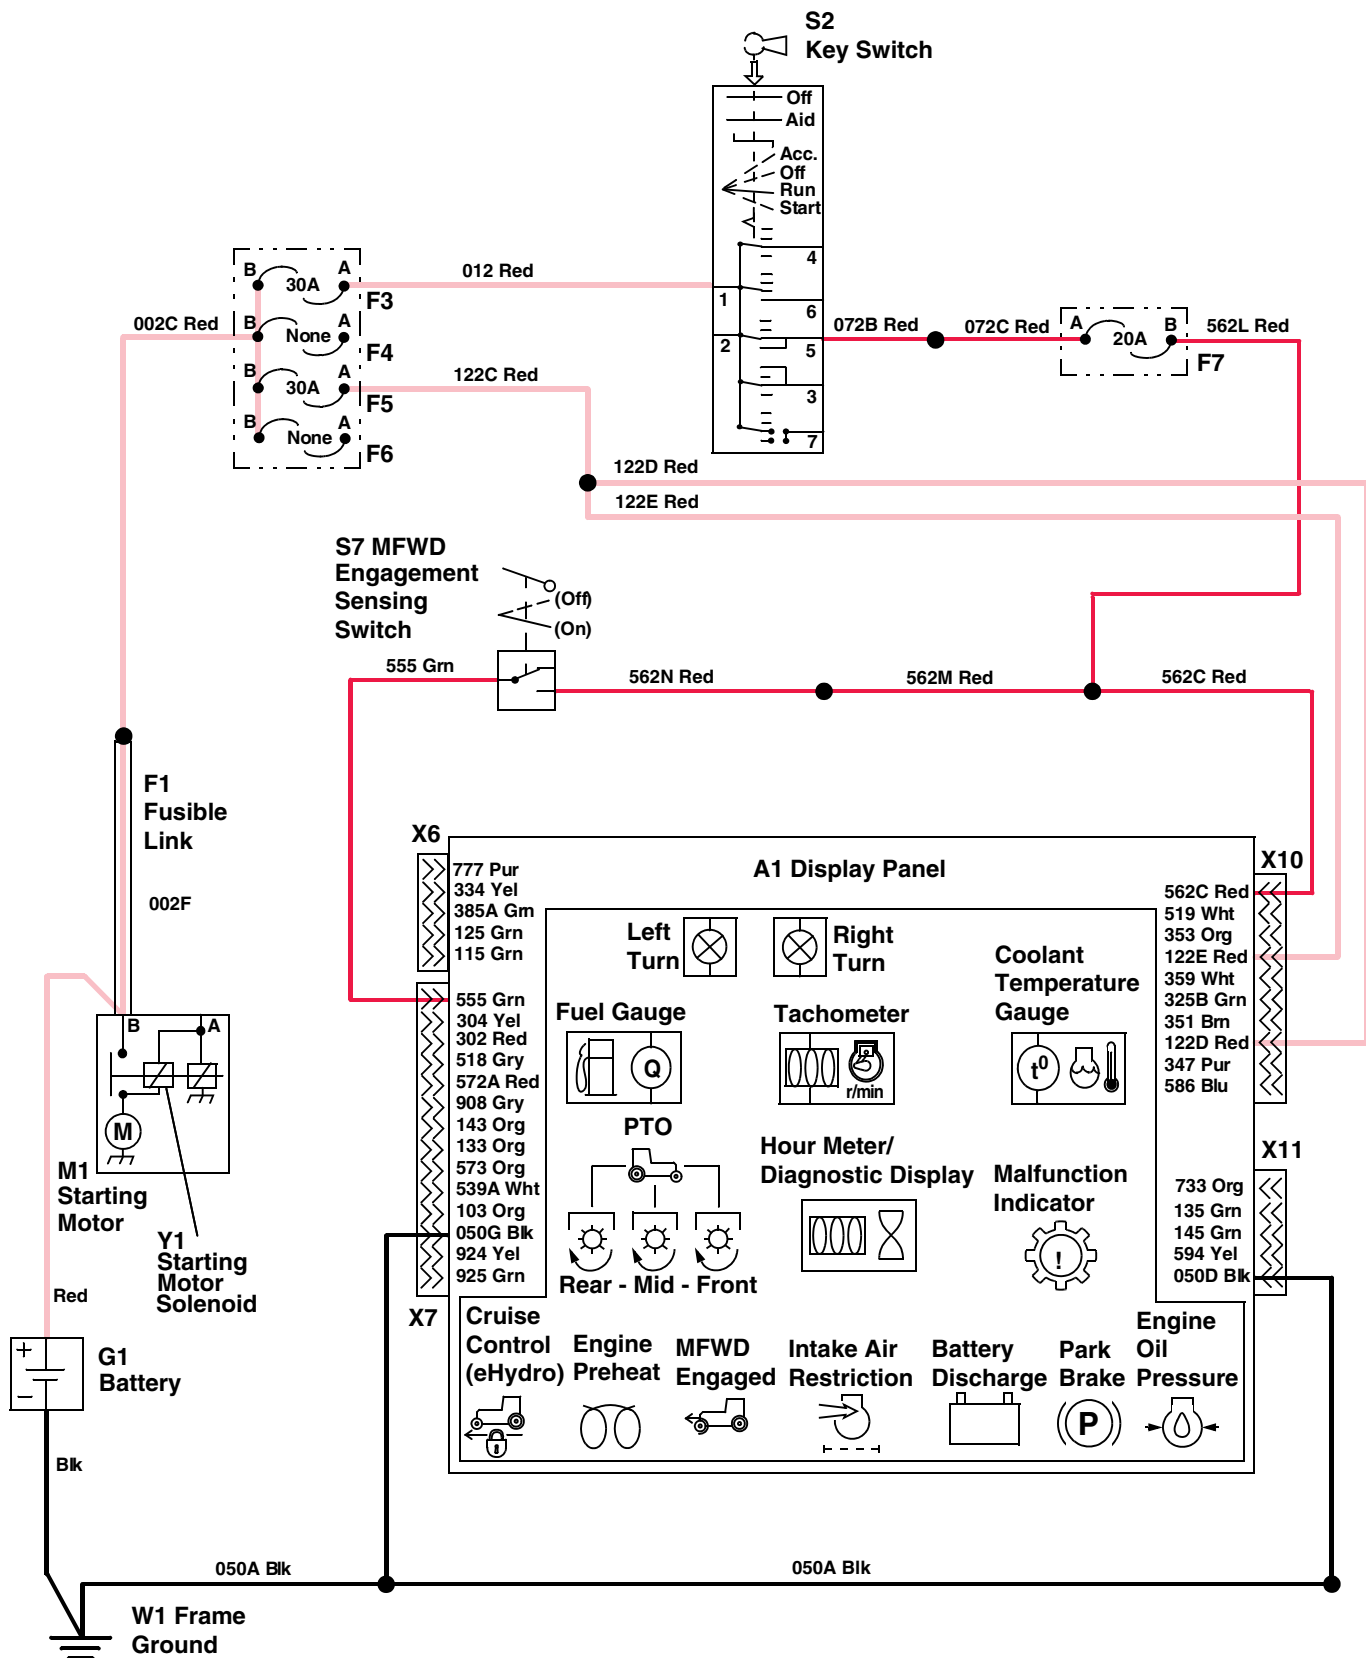 S2
Key Switch
Off
Aid
Acc.
Off
Run
Start
4
1
6
2
5
3
7
B
30A
A
F3
012 Red
002C Red
B
None
A
F4
B
30A
A
F5
122C Red
B
None
A
F6
072B Red
072C Red
A
20A
B
F7
562L Red
122D Red
122E Red
S7 MFWD
Engagement
Sensing
Switch
(Off)
(On)
555 Grn
562N Red
562M Red
562C Red
F1
Fusible
Link
002F
B
A
M
M1
Starting
Motor
Y1
Starting
Motor
Solenoid
Red
+
−
G1
Battery
Blk
X6
777 Pur
334 Yel
385A Grn
125 Grn
115 Grn
555 Grn
304 Yel
302 Red
518 Gry
572A Red
908 Gry
143 Org
133 Org
573 Org
539A Wht
103 Org
050G Blk
924 Yel
925 Grn
X7
A1 Display Panel
Left
Turn
Right
Turn
Coolant
Temperature
Gauge
t0
Fuel Gauge
Q
Tachometer
r/min
PTO
Rear - Mid - Front
Hour Meter/
Diagnostic Display
Malfunction
Indicator
!
X10
562C Red
519 Wht
353 Org
122E Red
359 Wht
325B Grn
351 Brn
122D Red
347 Pur
586 Blu
X11
733 Org
135 Grn
145 Grn
594 Yel
050D Blk
Cruise
Control
(eHydro)
Engine
Preheat
MFWD
Engaged
Intake Air
Restriction
Battery
Discharge
Park
Brake
P
Engine
Oil
Pressure
050A Blk
050A Blk
W1 Frame
Ground